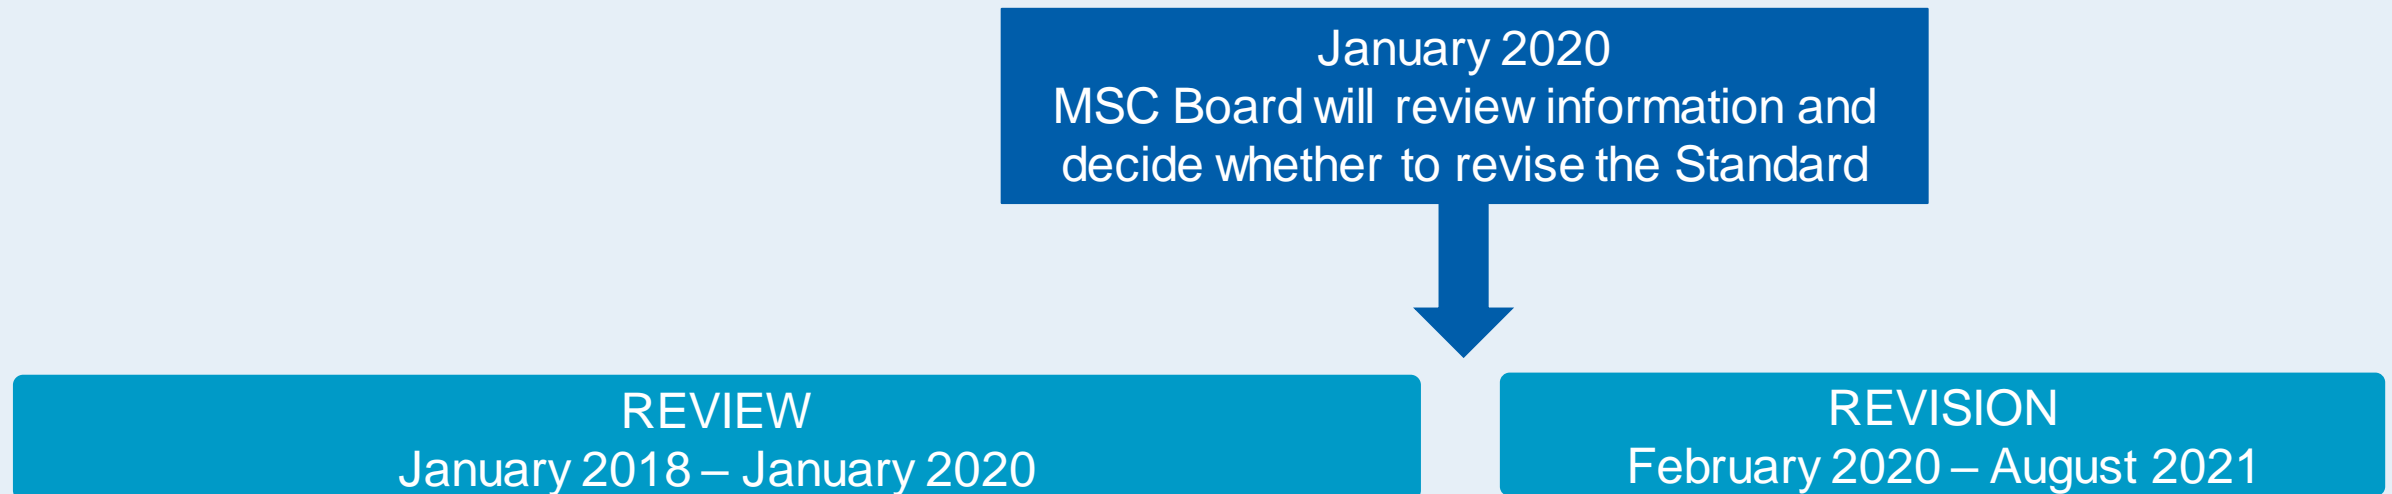 January 2020
MSC Board will review information and
decide whether to revise the Standard
REVIEW
January 2018 – January 2020
REVISION
February 2020 – August 2021